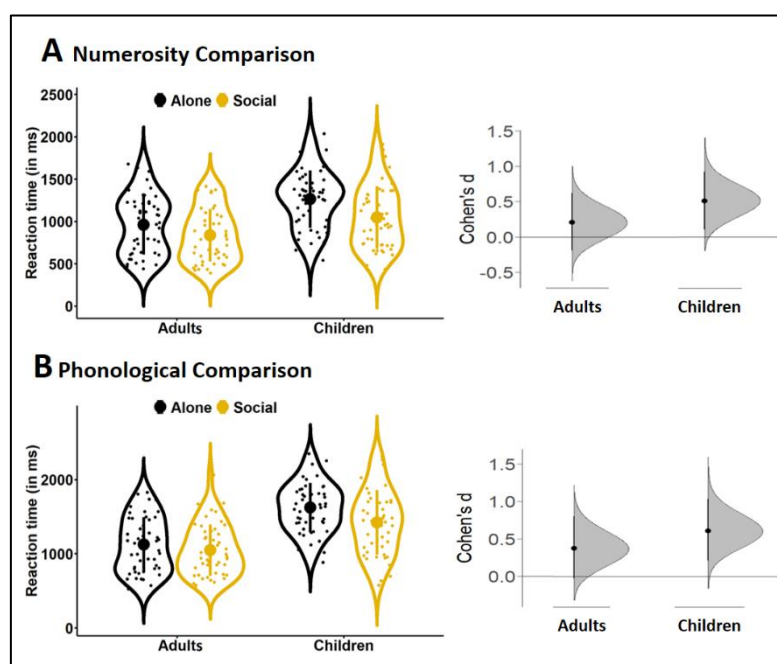 A Numerosity Comparison
Alone Social
Reaction time (in ms)
2500
2000
1500
1000
500
0
Adults Children
Cohen's d
1.5
1.0
0.5
0.0
-0.5
Adults Children
B Phonological Comparison
Alone Social
Reaction time (in ms)
2000
1000
0
Adults Children
Cohen's d
1.5
1.0
0.5
0.0
Adults Children